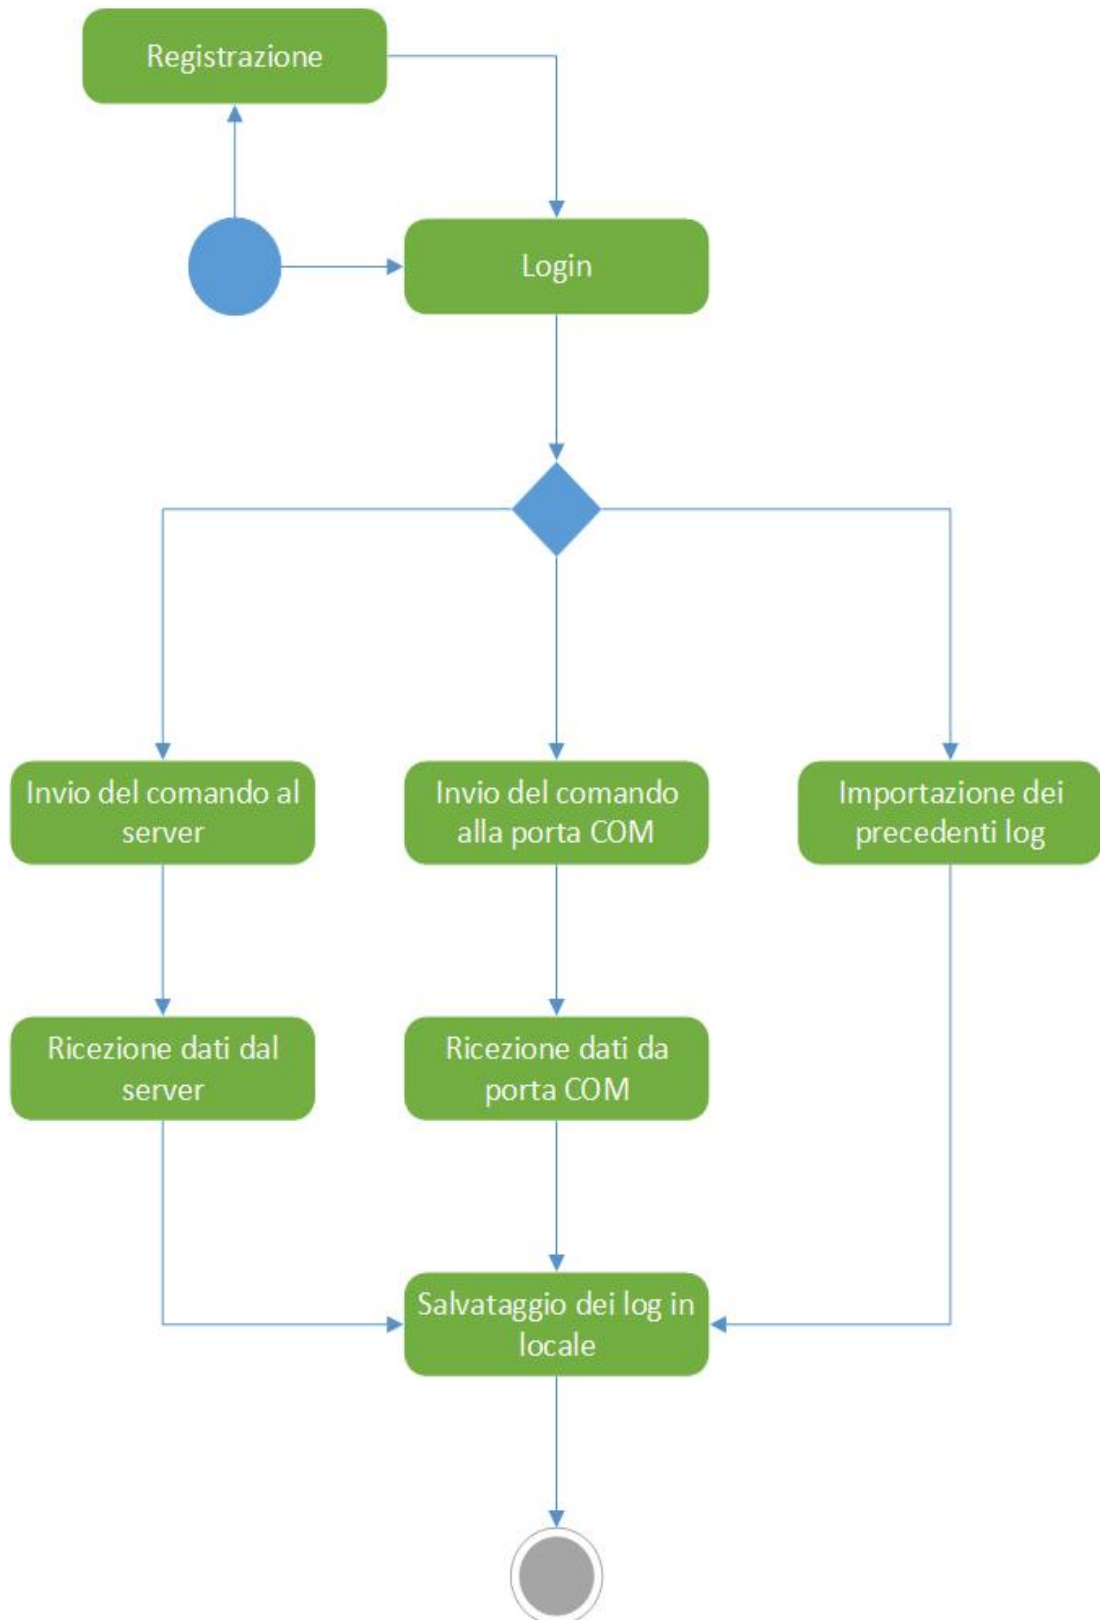 Registrazione
Login
Invio del comando al
server
Invio del comando
alla porta COM
Importazione dei
precedenti log
Ricezione dati dal
server
Ricezione dati da
porta COM
Salvataggio dei log in
locale